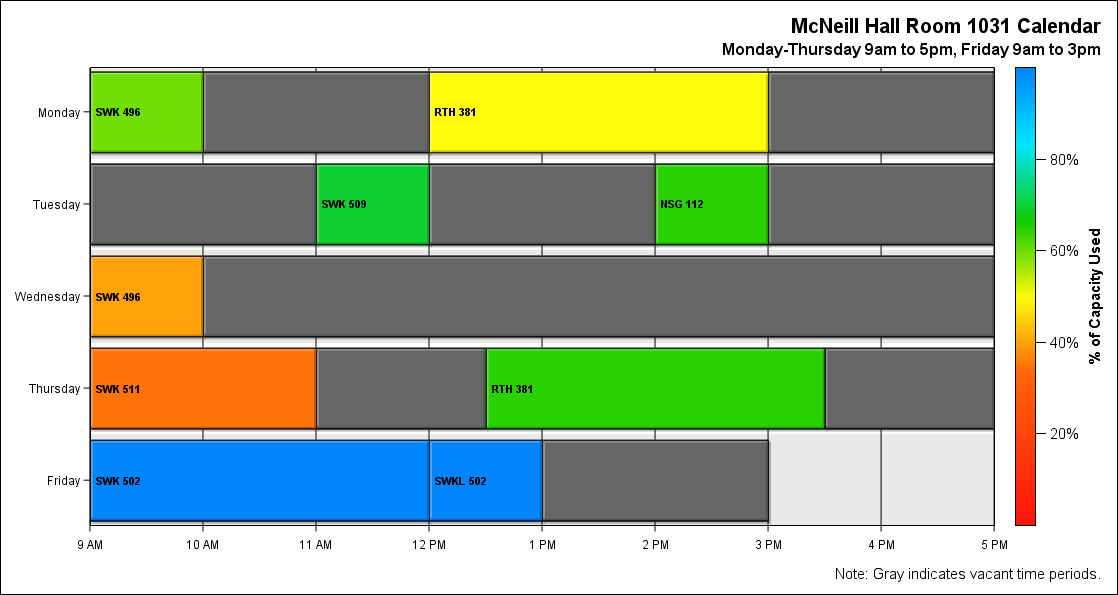 McNeill Hall Room 1031 Calendar
Monday-Thursday 9am to 5pm, Friday 9am to 3pm
Monday
SWK 496
RTH 381
Tuesday
SWK 509
NSG 112
Wednesday
SWK 496
Thursday
SWK 511
RTH 381
Friday
SWK 502
SWKL 502
9 AM
10 AM
11 AM
12 PM
1 PM
2 PM
3 PM
4 PM
5 PM
80%
60%
40%
20%
% of Capacity Used
Note: Gray indicates vacant time periods.